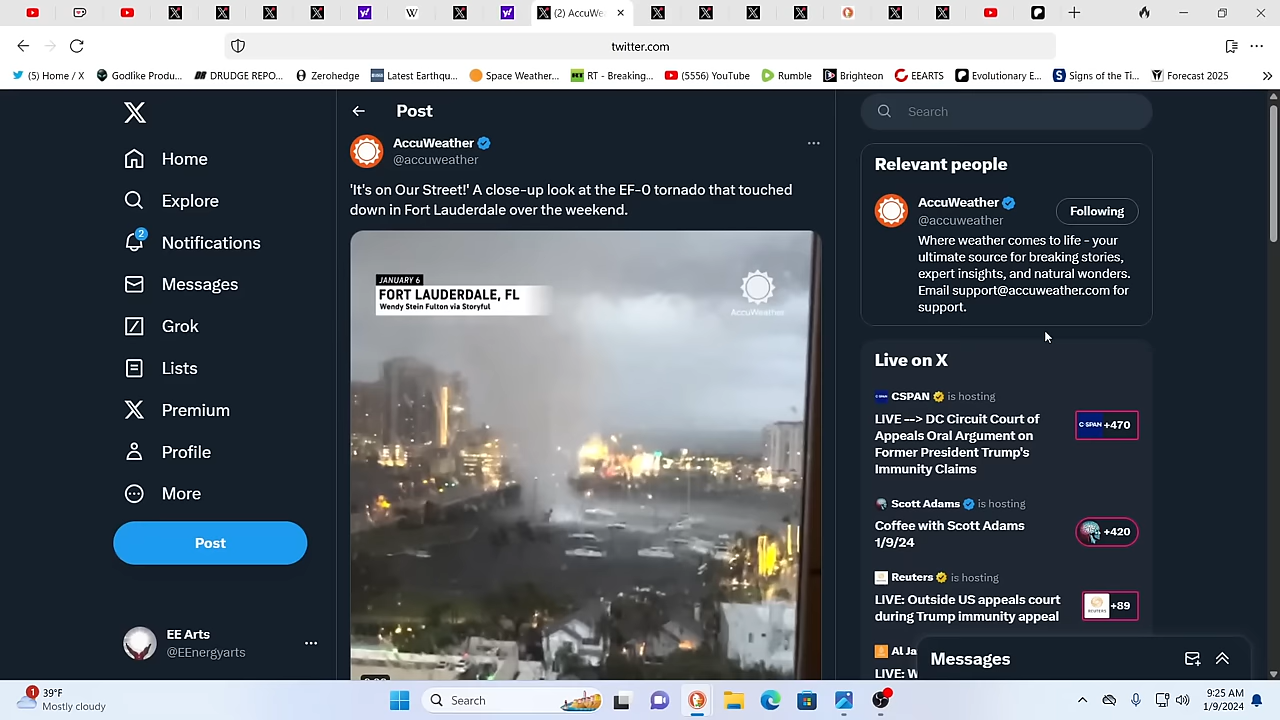 (2) AccuWe
twitter.com
(5) Home / X
Godlike Produ...
DRUDGE REPO...
Zerohedge
Latest Earthqu...
Space Weather...
RT - Breaking...
(5556) YouTube
Rumble
Brighteon
EEARTS
Evolutionary E...
Signs of the Ti...
Forecast 2025
Home
Explore
2
Notifications
Messages
Grok
Lists
Premium
Profile
More
Post
EE Arts
@EEnergyarts
Post
AccuWeather
@accuweather
'It's on Our Street!' A close-up look at the EF-0 tornado that touched
down in Fort Lauderdale over the weekend.
JANUARY 6
FORT LAUDERDALE, FL
Wendy Stein Fulton via Storyful
AccuWeather
Search
Relevant people
AccuWeather
@accuweather
Following
Where weather comes to life - your
ultimate source for breaking stories,
expert insights, and natural wonders.
Email support@accuweather.com for
support.
Live on X
CSPAN is hosting
LIVE --> DC Circuit Court of
Appeals Oral Argument on
Former President Trump's
Immunity Claims
C-SPAN +470
Scott Adams is hosting
Coffee with Scott Adams
1/9/24
+420
Reuters is hosting
LIVE: Outside US appeals court
during Trump immunity appeal
+89
Al Ja
LIVE: W
Messages
1
39°F
Mostly cloudy
Search
9:25 AM
1/9/2024